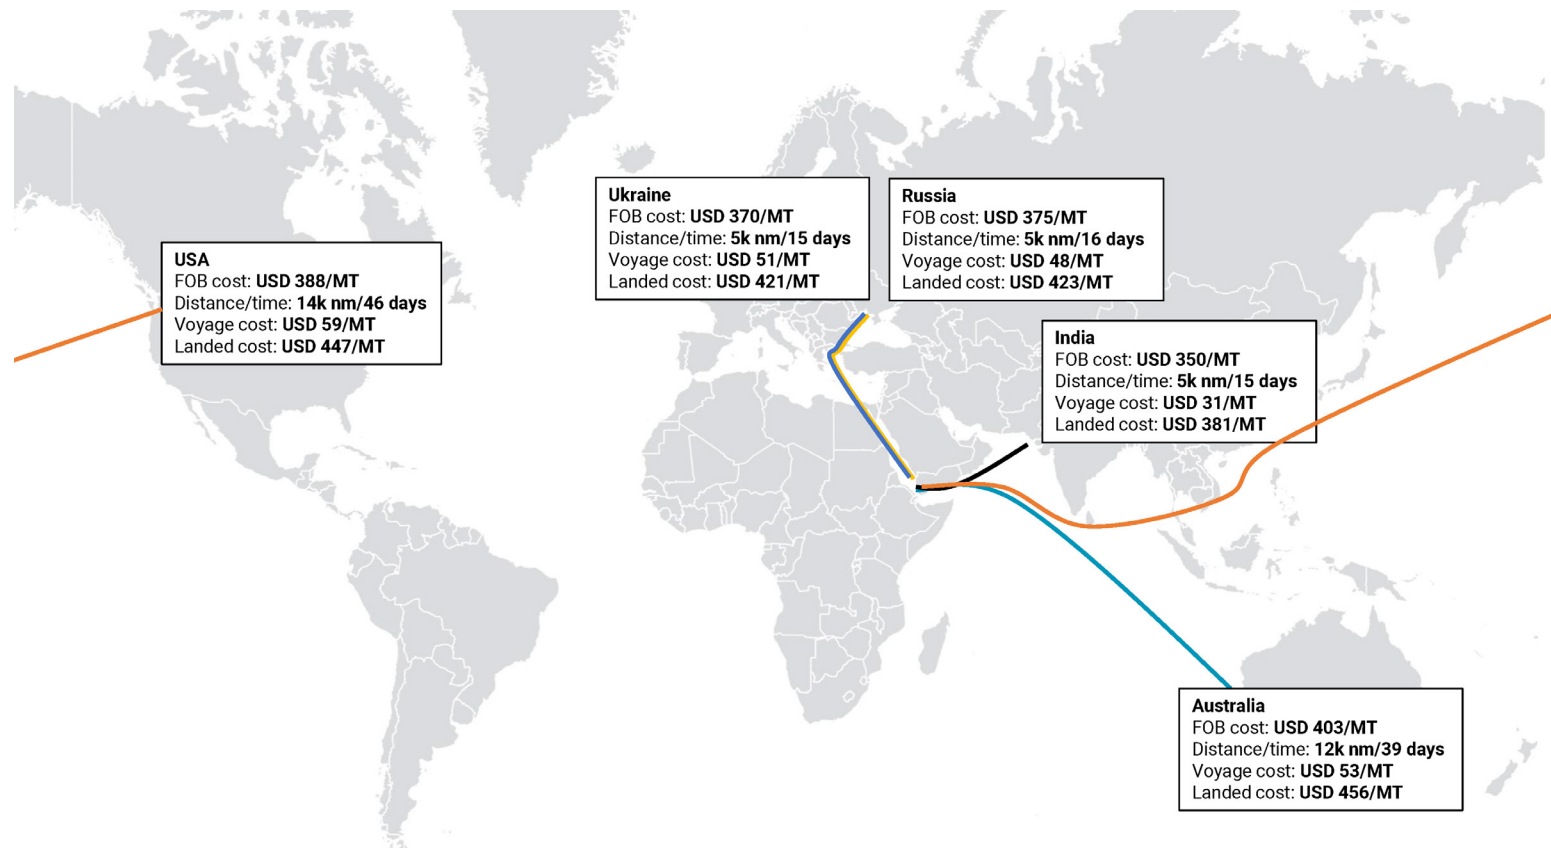 USA
FOB cost: USD 388/MT
Distance/time: 14k nm/46 days
Voyage cost: USD 59/MT
Landed cost: USD 447/MT
Ukraine
FOB cost: USD 370/MT
Distance/time: 5k nm/15 days
Voyage cost: USD 51/MT
Landed cost: USD 421/MT
Russia
FOB cost: USD 375/MT
Distance/time: 5k nm/16 days
Voyage cost: USD 48/MT
Landed cost: USD 423/MT
India
FOB cost: USD 350/MT
Distance/time: 5k nm/15 days
Voyage cost: USD 31/MT
Landed cost: USD 381/MT
Australia
FOB cost: USD 403/MT
Distance/time: 12k nm/39 days
Voyage cost: USD 53/MT
Landed cost: USD 456/MT